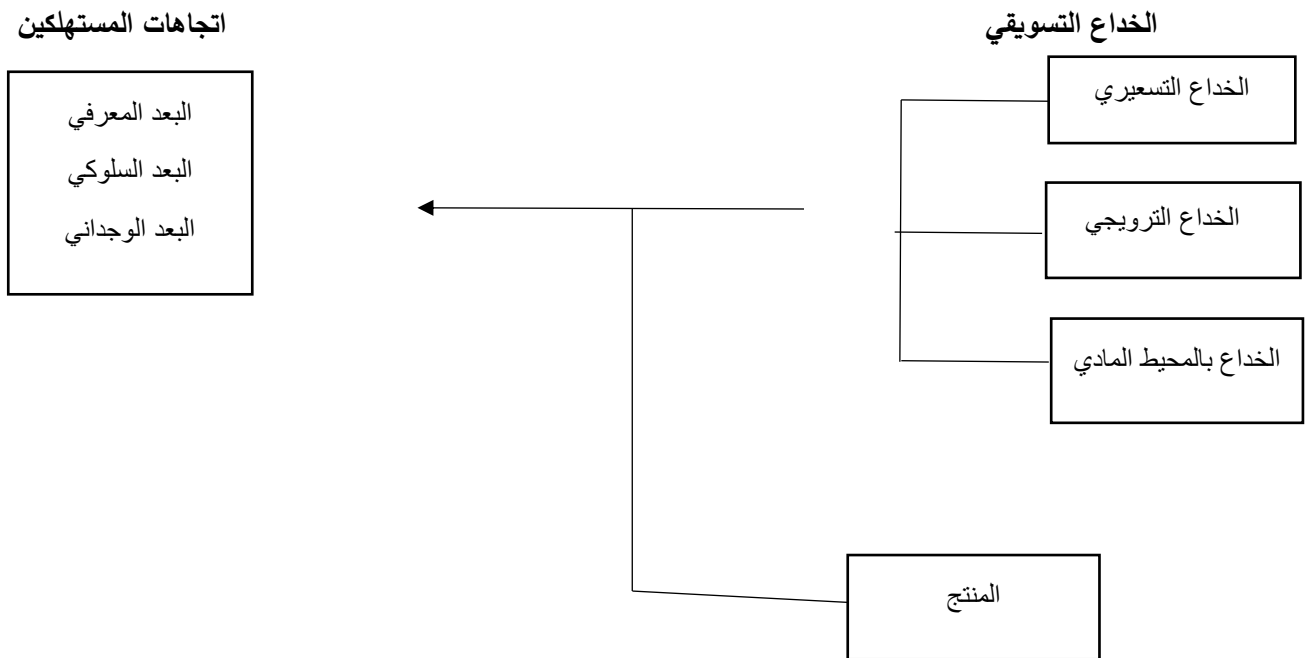 الخداع التسويقي
اتجاهات المستهلكين
الخداع التسعيري
الخداع الترويجي
الخداع بالمحيط المادي
البعد المعرفي
البعد السلوكي
البعد الوجداني
المنتج